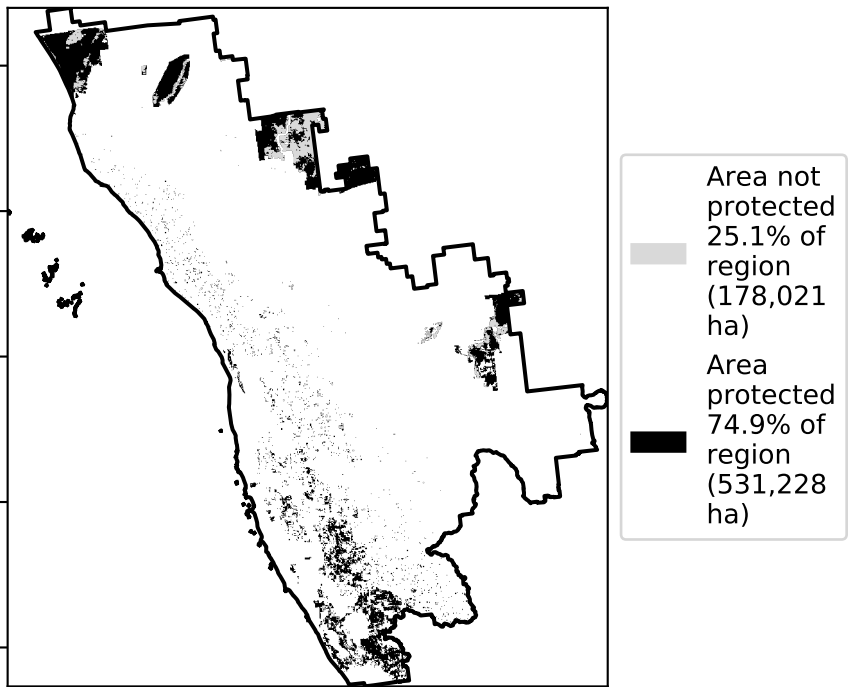 Area not
protected
25.1% of
region
(178,021
ha)
Area
protected
74.9% of
region
(531,228
ha)